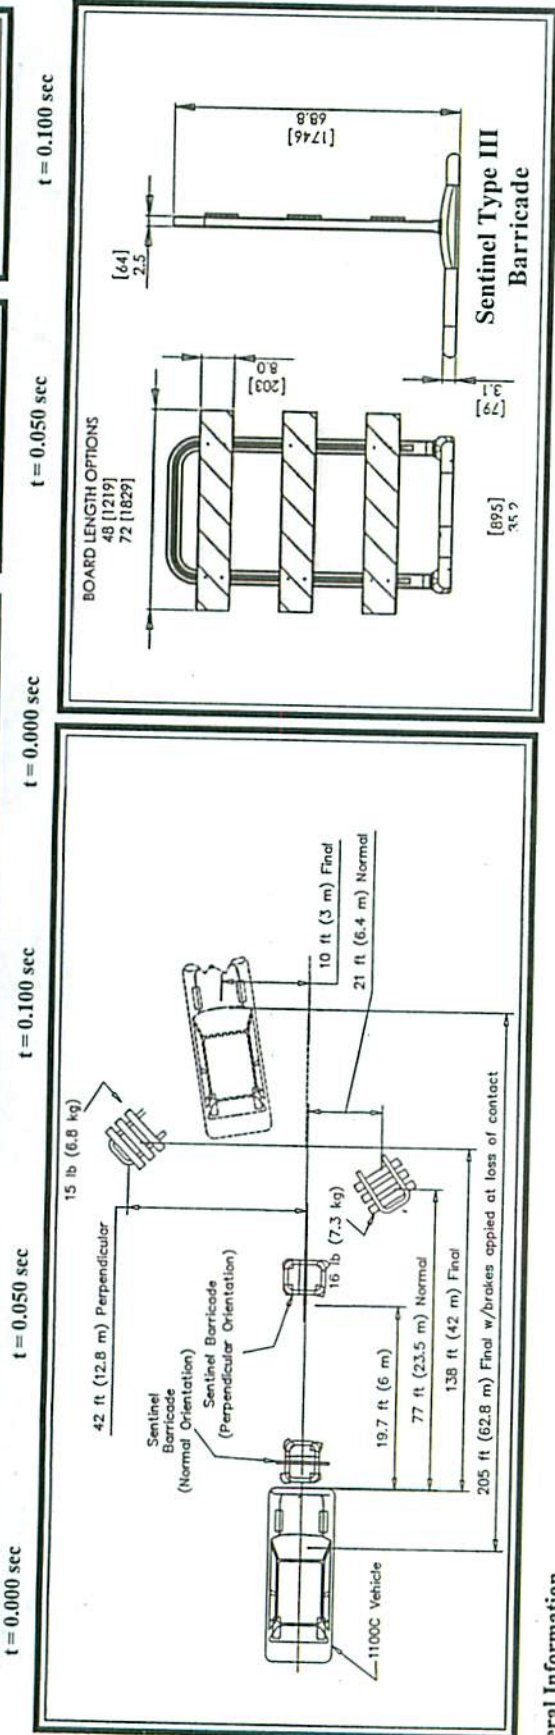 t = 0.000 sec
t = 0.050 sec
t = 0.100 sec
t = 0.000 sec
t = 0.050 sec
t = 0.100 sec
42 ft (12.8 m) Perpendicular
15 lb (6.8 kg)
Sentinel
Barricade
(Normal Orientation)
Sentinel Barricade
(Perpendicular Orientation)
16 lb (7.3 kg)
10 ft (3 m) Final
21 ft (6.4 m) Normal
19.7 ft (6 m)
77 ft (23.5 m) Normal
138 ft (42 m) Final
205 ft (62.8 m) Final w/brakes appied at loss of contact
1100C Vehicle
BOARD LENGTH OPTIONS
48 [1219]
72 [1829]
[203]
8.0
[895]
35.2
[64]
2.5
[1746]
68.8
[79]
3.1
Sentinel Type III
Barricade
Information